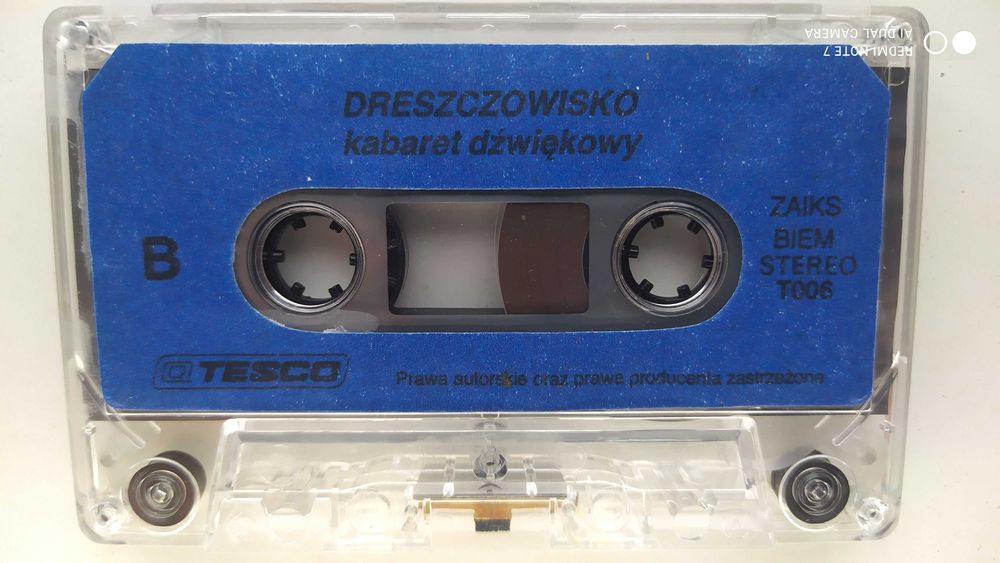 DRESZCZOWISKO
kabaret dźwiękowy
B
ZAIKS
BIEM
STEREO
T006
@TESCO
Prawa autorskie oraz prawa producenta zastrzeżone
REDMI NOTE 7
AI DUAL CAMERA